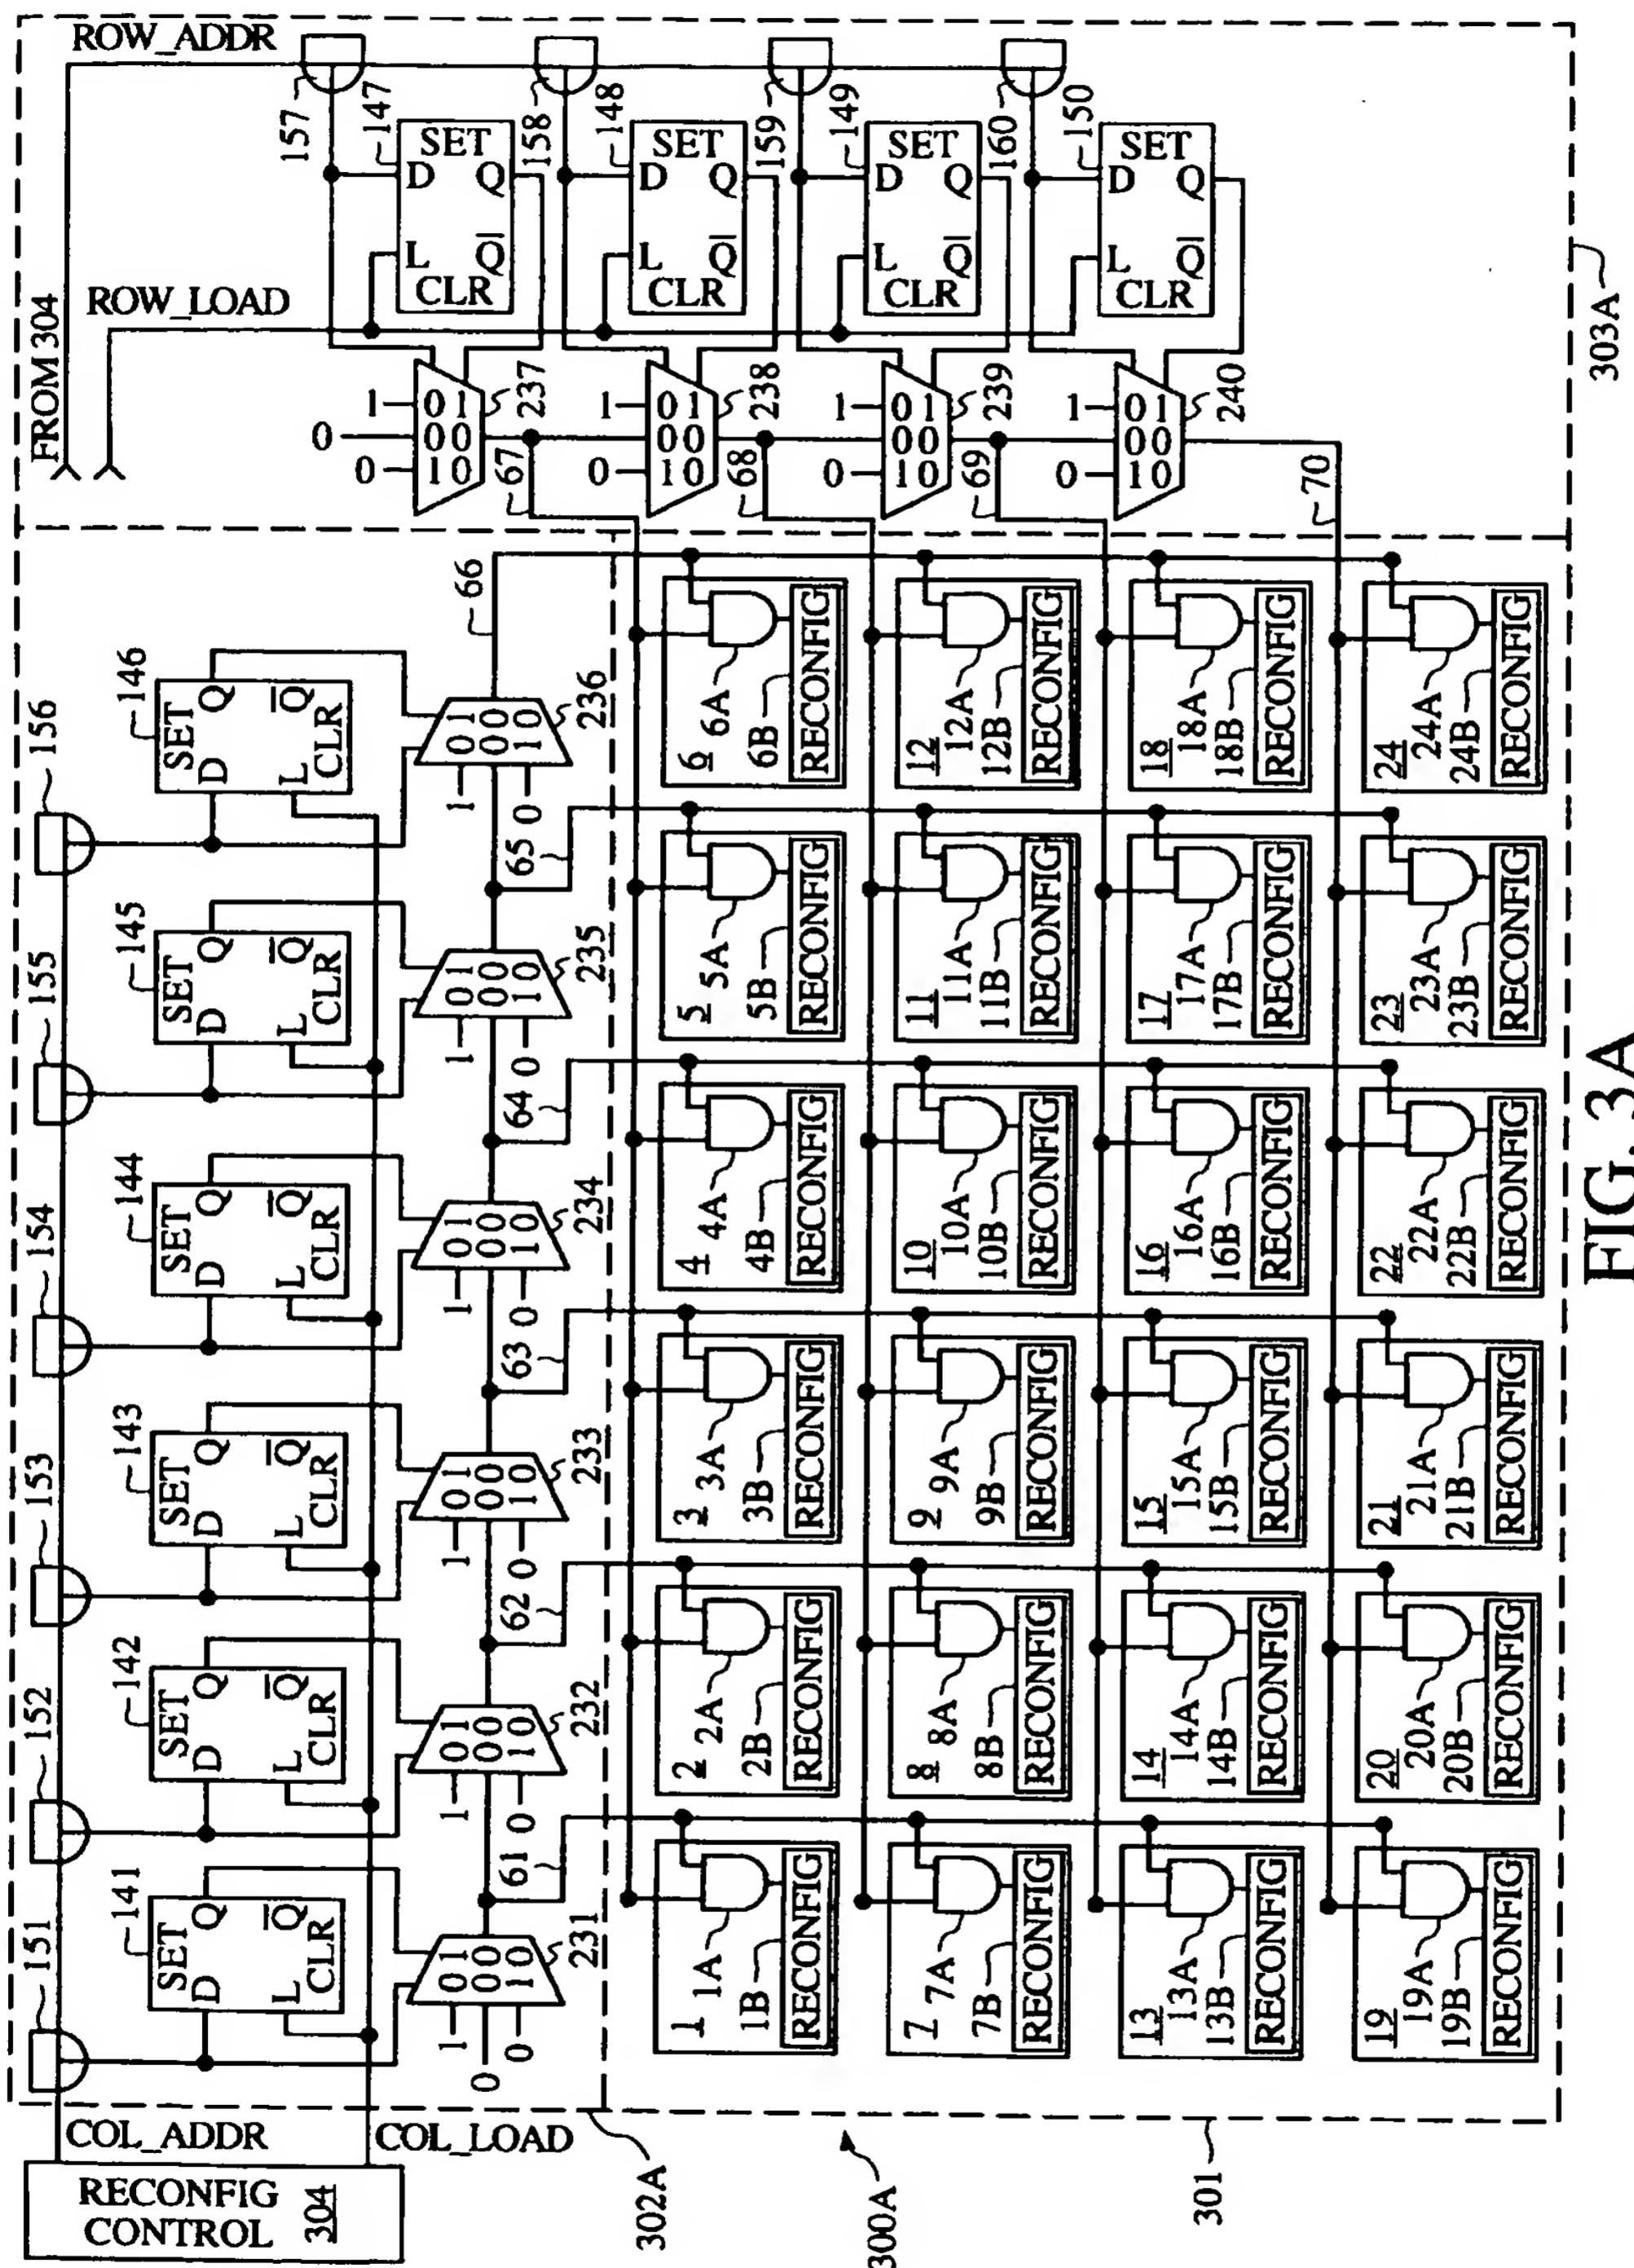 RECONFIG
CONTROL 304
COL_ADDR
COL_LOAD
151 152 153 154 155 156
141 142 143 144 145 146
SET SET SET SET SET SET
D Q D Q D Q D Q D Q D Q
L Q̅ L Q̅ L Q̅ L Q̅ L Q̅ L Q̅
CLR CLR CLR CLR CLR CLR
1 01 1 01 1 01 1 01 1 01 1 01
0 00 00 00 00 00 00
0 10 0 10 0 10 0 10 0 10 0 10
231 232 233 234 235 236
61 62 63 64 65 66
FROM 304
ROW_ADDR
ROW_LOAD
157
147
SET
D Q
L Q̅
CLR
1 01
0 00
0 10
237
67
158
148
SET
D Q
L Q̅
CLR
1 01
00
0 10
238
68
159
149
SET
D Q
L Q̅
CLR
1 01
00
0 10
239
69
160
150
SET
D Q
L Q̅
CLR
1 01
00
0 10
240
70
1 2 3 4 5 6
1A 2A 3A 4A 5A 6A
1B 2B 3B 4B 5B 6B
RECONFIG RECONFIG RECONFIG RECONFIG RECONFIG RECONFIG
7 8 9 10 11 12
7A 8A 9A 10A 11A 12A
7B 8B 9B 10B 11B 12B
RECONFIG RECONFIG RECONFIG RECONFIG RECONFIG RECONFIG
13 14 15 16 17 18
13A 14A 15A 16A 17A 18A
13B 14B 15B 16B 17B 18B
RECONFIG RECONFIG RECONFIG RECONFIG RECONFIG RECONFIG
19 20 21 22 23 24
19A 20A 21A 22A 23A 24A
19B 20B 21B 22B 23B 24B
RECONFIG RECONFIG RECONFIG RECONFIG RECONFIG RECONFIG
302A
300A
301
303A
FIG. 3A